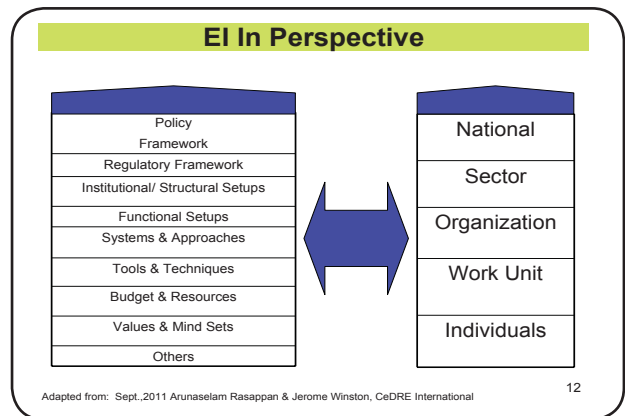 EI In Perspective
Policy
Framework
Regulatory Framework
Institutional/ Structural Setups
Functional Setups
Systems & Approaches
Tools & Techniques
Budget & Resources
Values & Mind Sets
Others
National
Sector
Organization
Work Unit
Individuals
Adapted from: Sept.,2011 Arunaselam Rasappan & Jerome Winston, CeDRE International
12